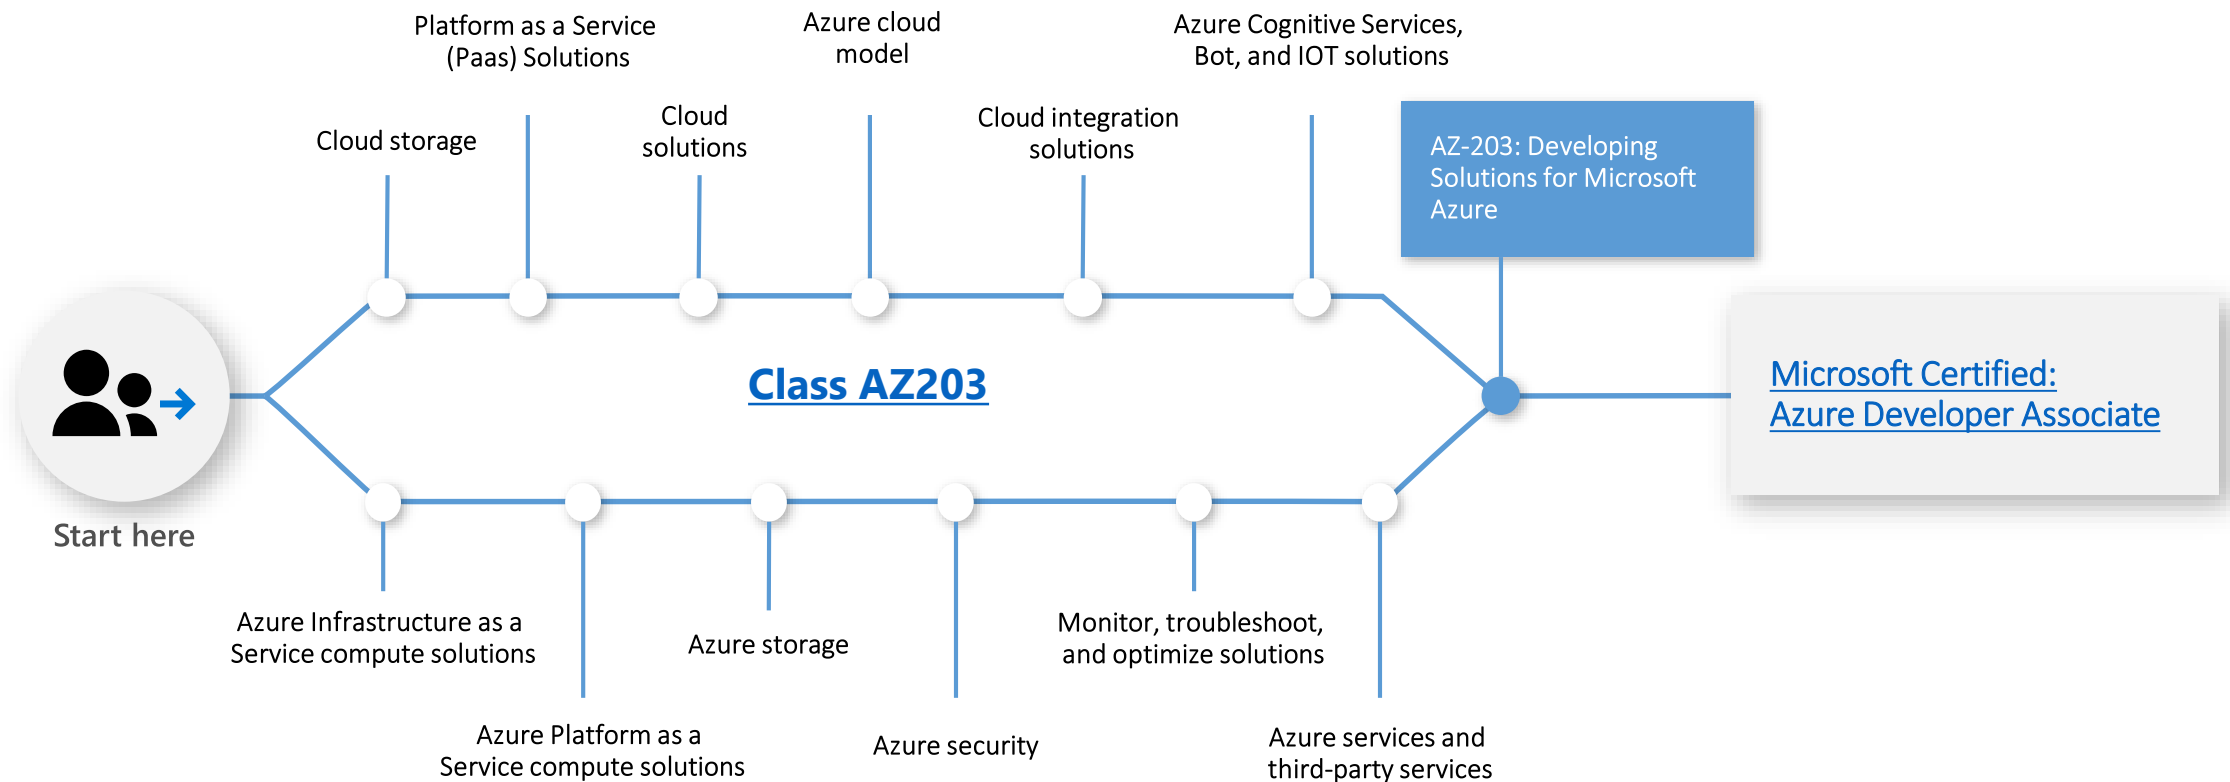 Platform as a Service
(Paas) Solutions
Azure cloud
model
Azure Cognitive Services,
Bot, and IOT solutions
Cloud storage
Cloud
solutions
Cloud integration
solutions
AZ-203: Developing
Solutions for Microsoft
Azure
Class AZ203
Microsoft Certified:
Azure Developer Associate
Start here
Azure Infrastructure as a
Service compute solutions
Azure storage
Monitor, troubleshoot,
and optimize solutions
Azure Platform as a
Service compute solutions
Azure security
Azure services and
third-party services